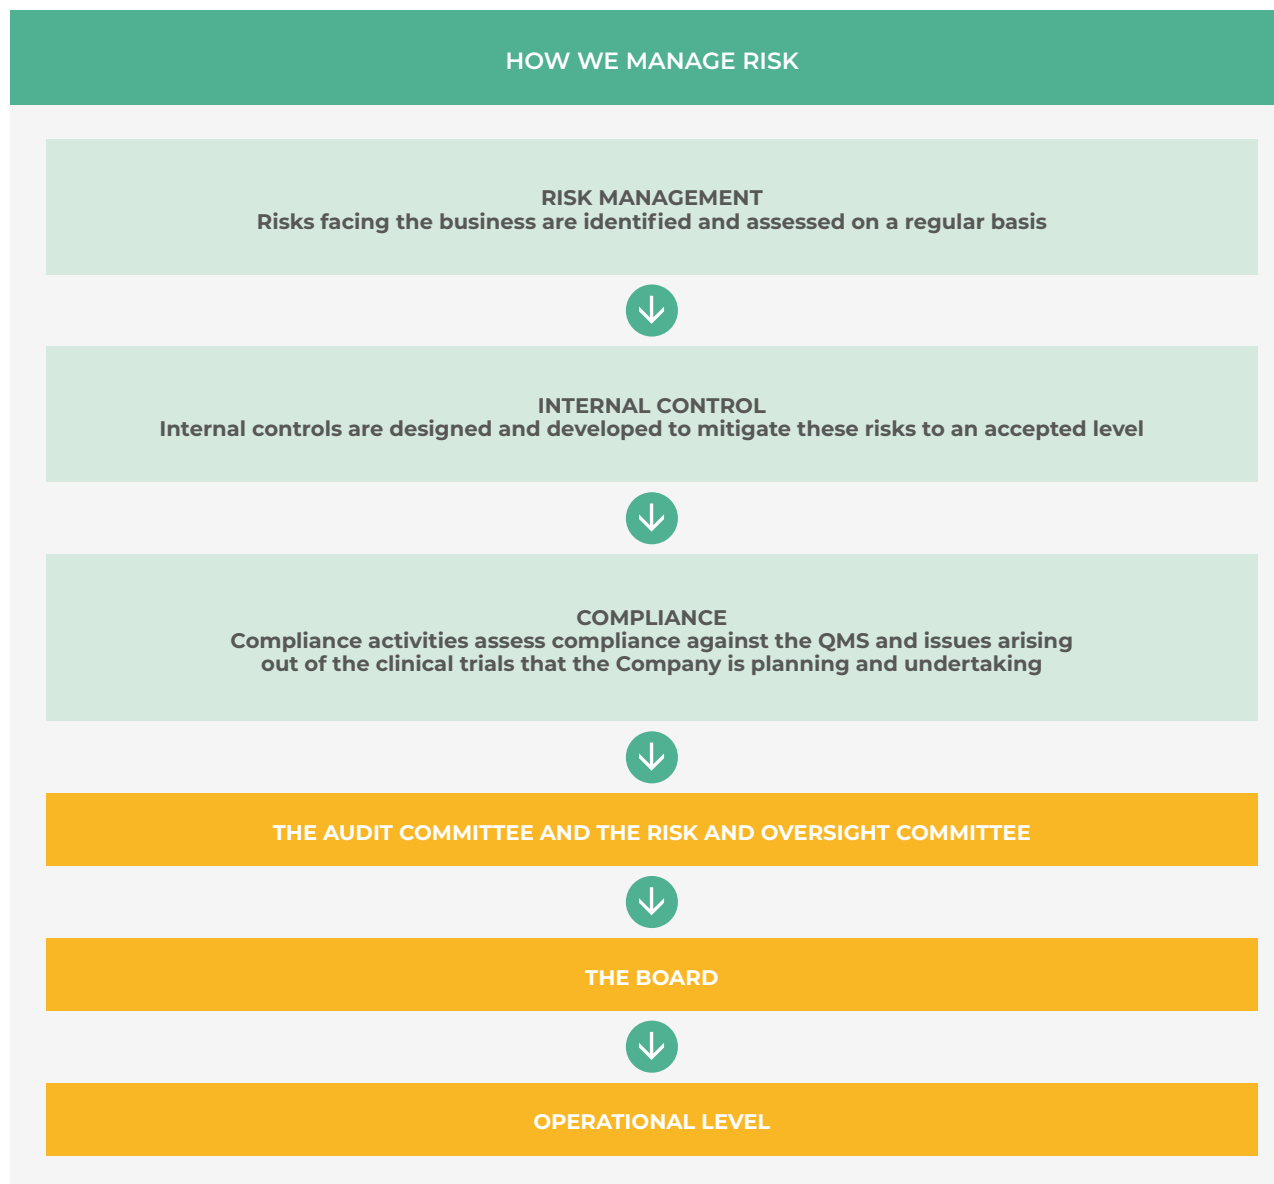 HOW WE MANAGE RISK
RISK MANAGEMENT
Risks facing the business are identified and assessed on a regular basis
INTERNAL CONTROL
Internal controls are designed and developed to mitigate these risks to an accepted level
COMPLIANCE
Compliance activities assess compliance against the QMS and issues arising
out of the clinical trials that the Company is planning and undertaking
THE AUDIT COMMITTEE AND THE RISK AND OVERSIGHT COMMITTEE
THE BOARD
OPERATIONAL LEVEL